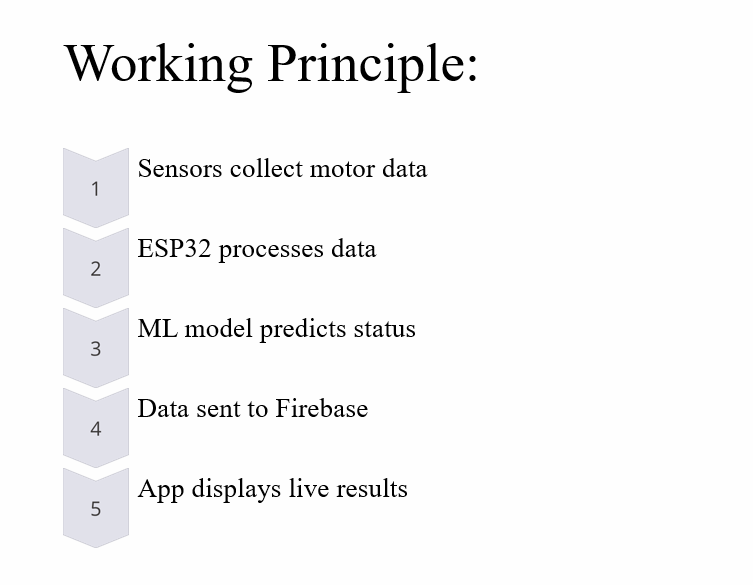 Working Principle:
1
Sensors collect motor data
2
ESP32 processes data
3
ML model predicts status
4
Data sent to Firebase
5
App displays live results